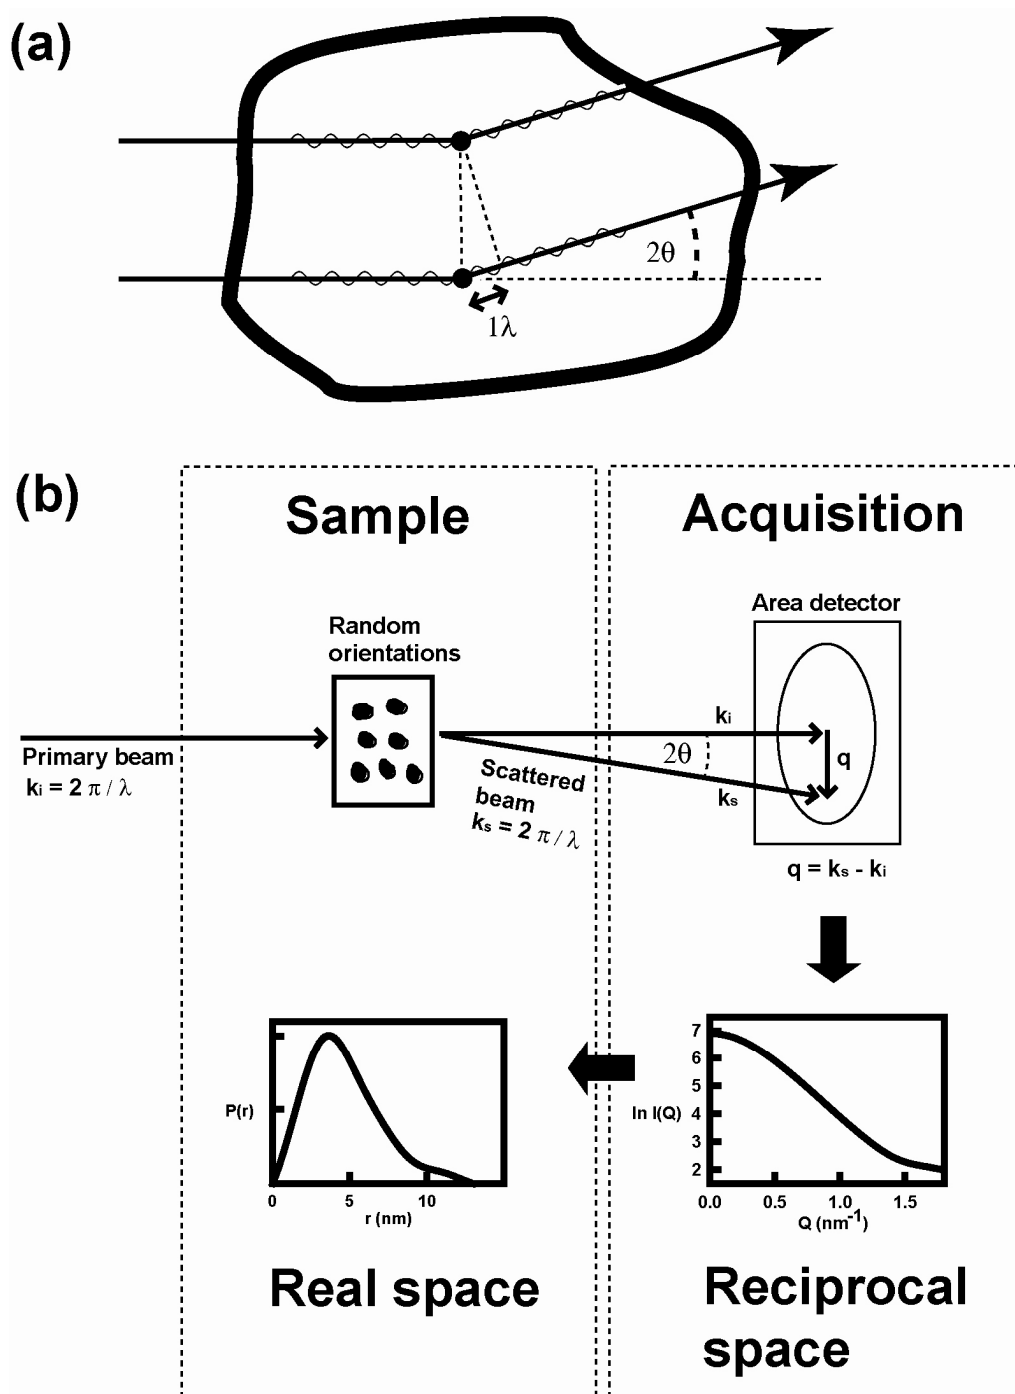 (a)
2θ
1λ
(b)
Sample
Acquisition
Area detector
Random
orientations
Primary beam
ki = 2 π / λ
Scattered
beam
ks = 2 π / λ
2θ
ki
ks
q
q = ks - ki
P(r)
0
5
10
r (nm)
ln I(Q)
7
6
5
4
3
2
0.0
0.5
1.0
1.5
Q (nm-1)
Real space
Reciprocal
space